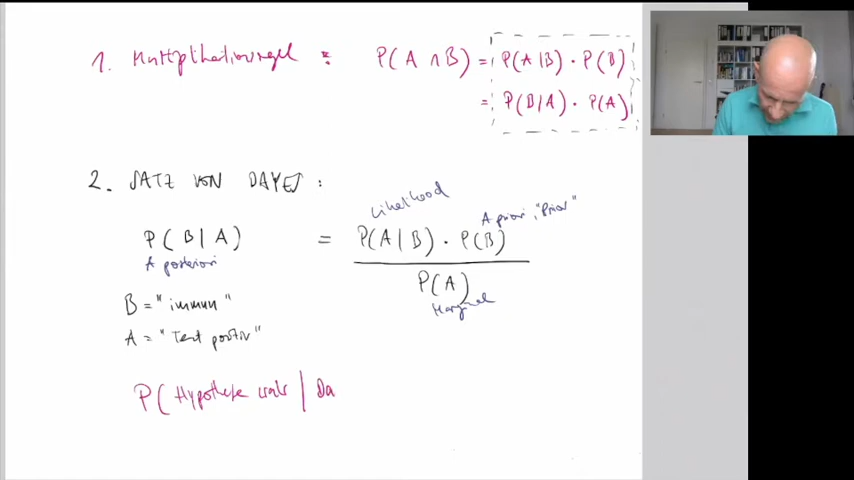 1. Multiplikationsregel : P(A ∩ B) = P(A|B) · P(B)
= P(B|A) · P(A)
2. SATZ VON BAYES :
Likelihood
A priori, "Prior"
P(B|A) = P(A|B) · P(B)
A posteriori
P(A)
Marginal
B = "immun"
A = "Test positiv"
P(Hypothese wahr | Da